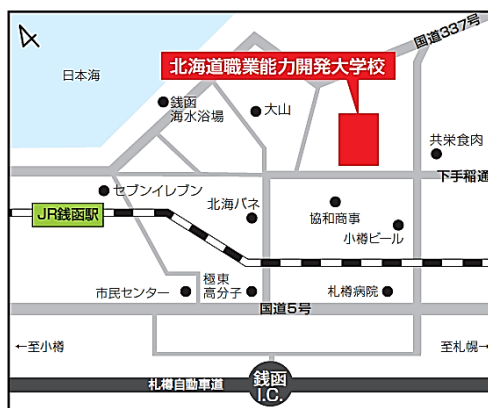 国道337号
日本海
北海道職業能力開発大学校
銭函
海水浴場
大山
共栄食肉
下手稲通
セブンイレブン
JR銭函駅
北海バネ
協和商事
小樽ビール
市民センター
極東
高分子
札樽病院
国道5号
←至小樽
至札幌→
札樽自動車道
銭函
I.C.